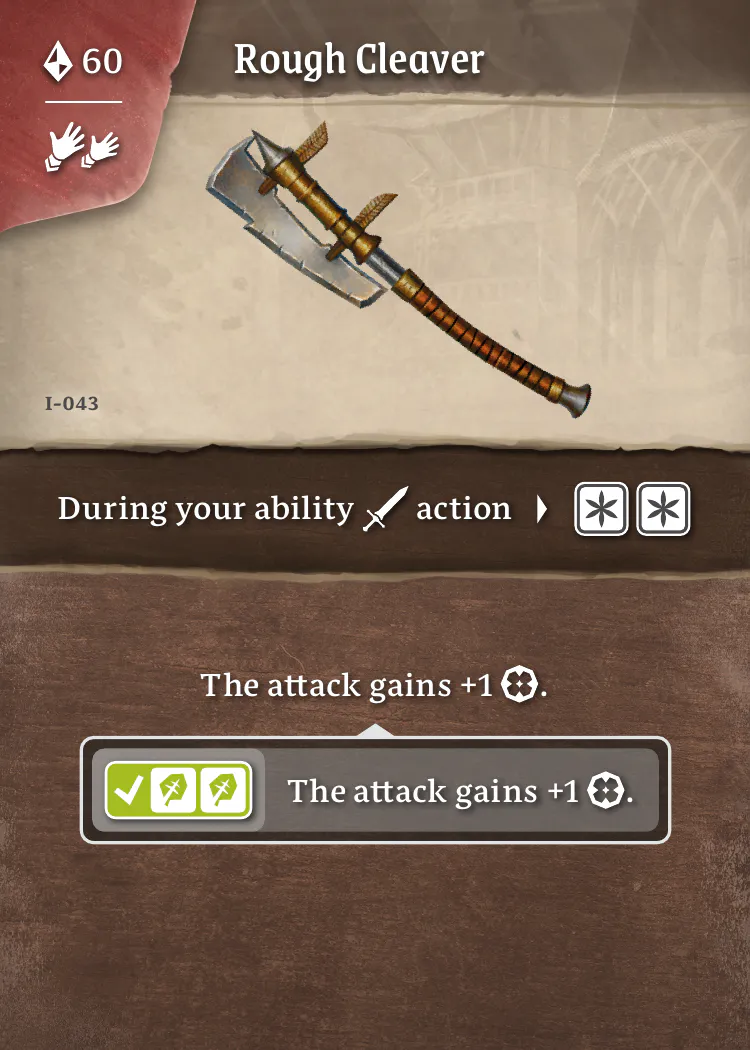 60
Rough Cleaver
I-043
During your ability action
The attack gains +1 .
The attack gains +1 .